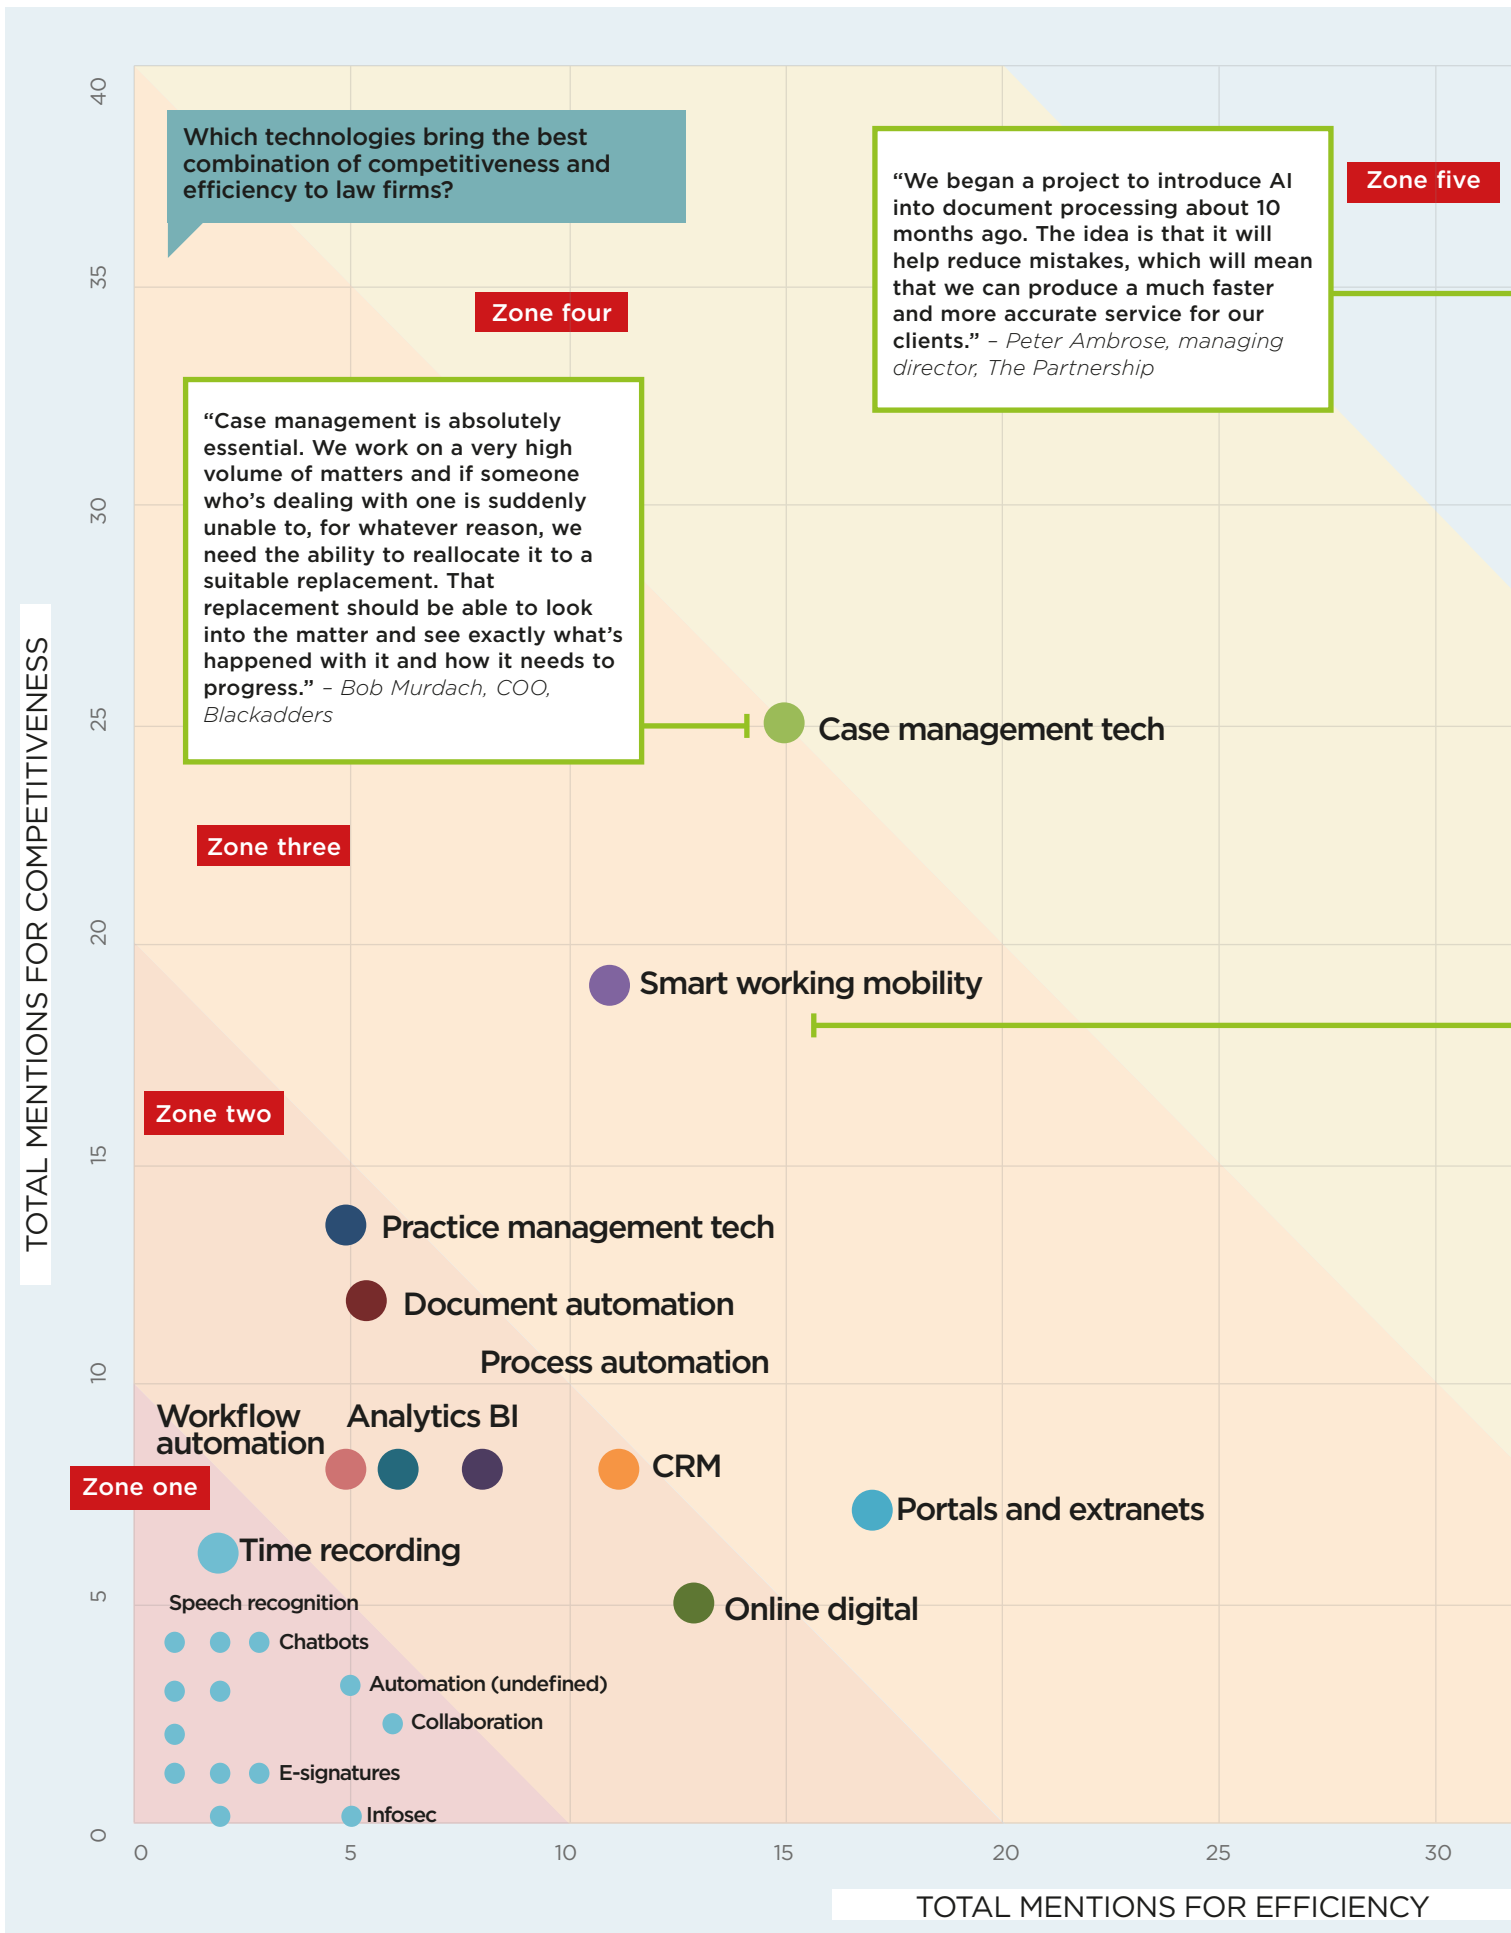 40
Which technologies bring the best
combination of competitiveness and
efficiency to law firms?
“We began a project to introduce AI
into document processing about 10
months ago. The idea is that it will
help reduce mistakes, which will mean
that we can produce a much faster
and more accurate service for our
clients.” – Peter Ambrose, managing
director, The Partnership
Zone five
35
Zone four
“Case management is absolutely
essential. We work on a very high
volume of matters and if someone
who’s dealing with one is suddenly
unable to, for whatever reason, we
need the ability to reallocate it to a
suitable replacement. That
replacement should be able to look
into the matter and see exactly what’s
happened with it and how it needs to
progress.” – Bob Murdach, COO,
Blackadders
30
25
Case management tech
TOTAL MENTIONS FOR COMPETITIVENESS
Zone three
20
Smart working mobility
Zone two
15
Practice management tech
Document automation
Process automation
10
Workflow
automation
Analytics BI
CRM
Zone one
Portals and extranets
Time recording
5
Speech recognition
Online digital
Chatbots
Automation (undefined)
Collaboration
E-signatures
Infosec
0
0
5
10
15
20
25
30
TOTAL MENTIONS FOR EFFICIENCY